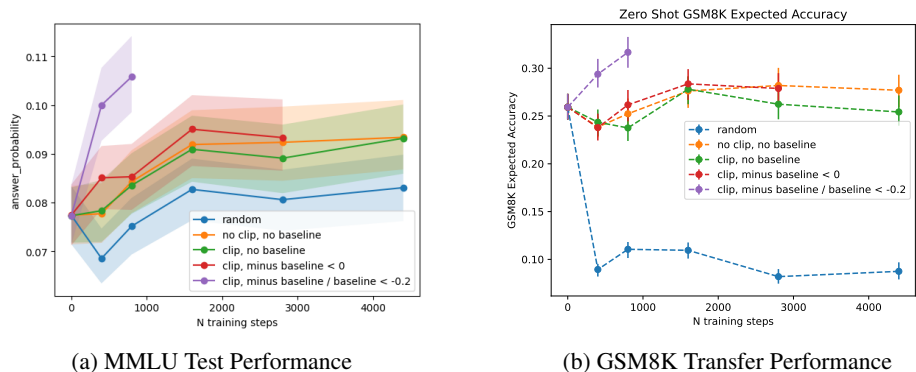 0.11
0.10
0.09
0.08
0.07
answer_probability
random
no clip, no baseline
clip, no baseline
clip, minus baseline < 0
clip, minus baseline / baseline < -0.2
0 1000 2000 3000 4000
N training steps
(a) MMLU Test Performance
Zero Shot GSM8K Expected Accuracy
0.30
0.25
0.20
0.15
0.10
GSM8K Expected Accuracy
random
no clip, no baseline
clip, no baseline
clip, minus baseline < 0
clip, minus baseline / baseline < -0.2
0 1000 2000 3000 4000
N training steps
(b) GSM8K Transfer Performance